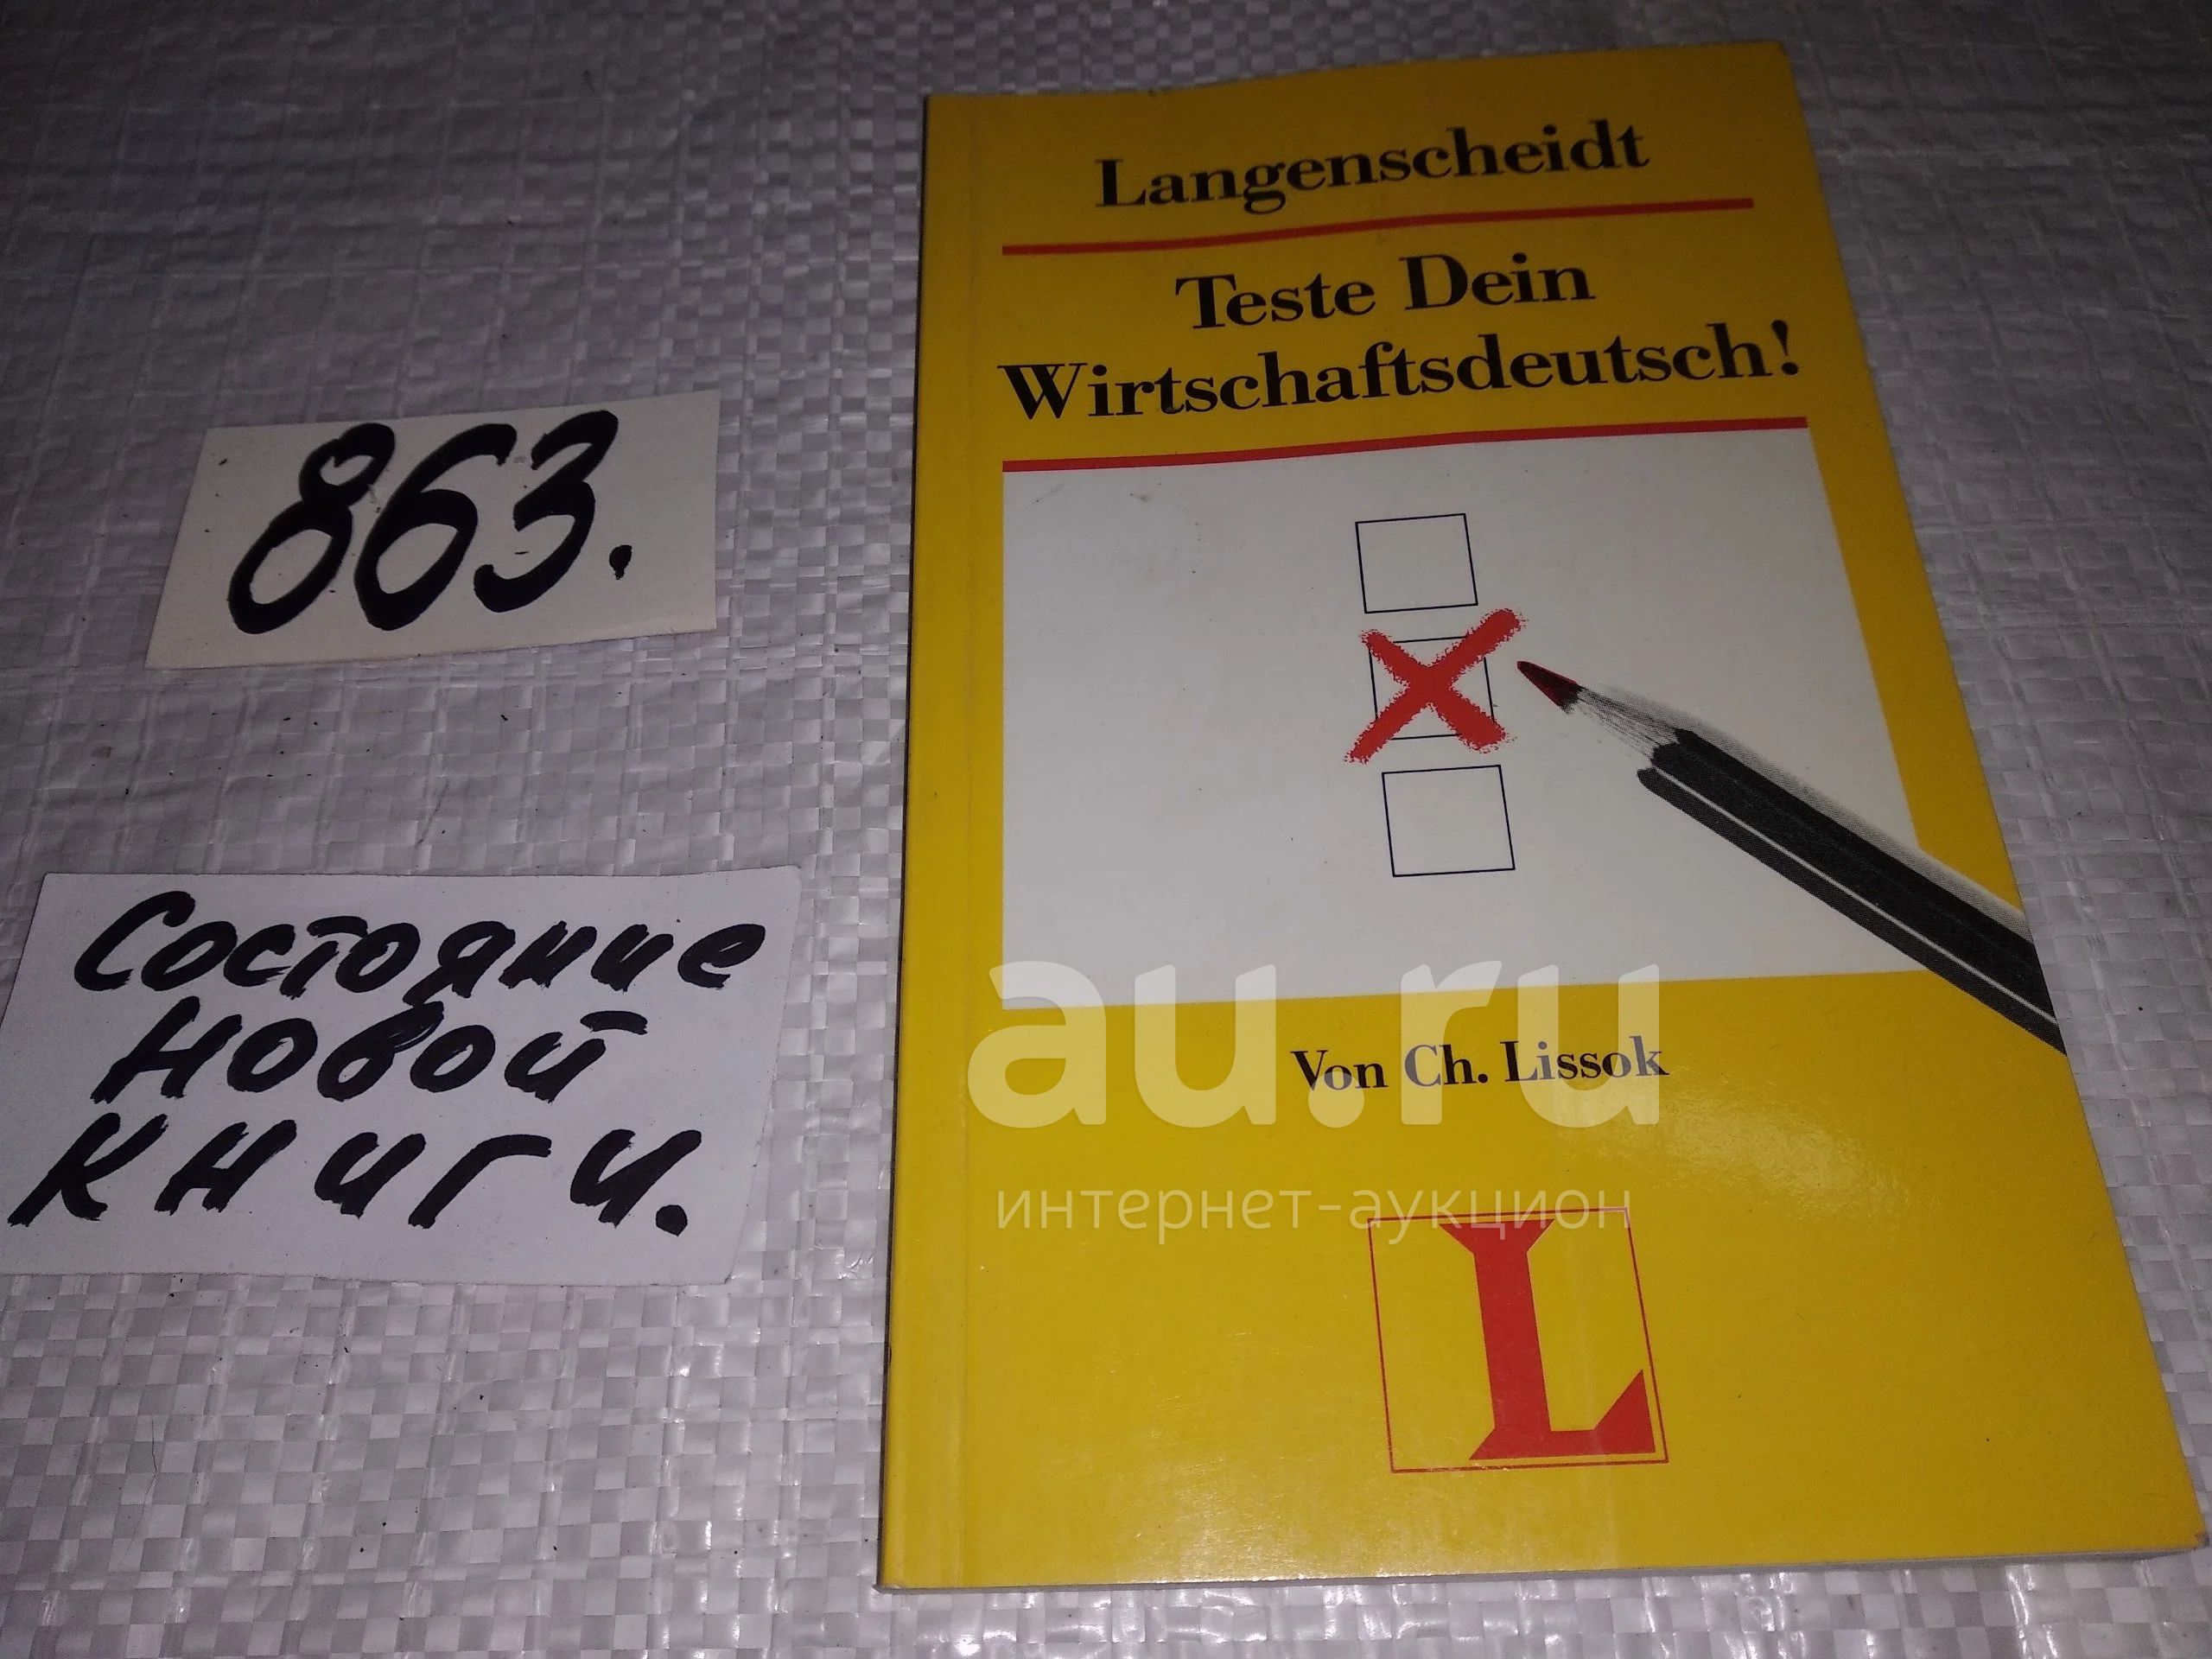 863.
Состояние
новой
книги.
Langenscheidt
Teste Dein
Wirtschaftsdeutsch!
Von Ch. Lissok
L
au.ru
интернет-аукцион